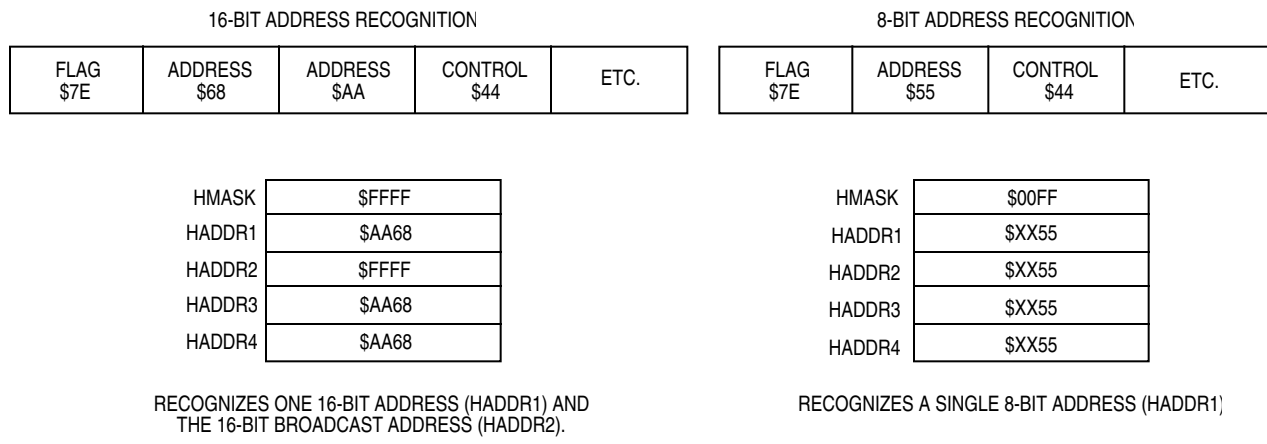 16-BIT ADDRESS RECOGNITION
FLAG ADDRESS ADDRESS CONTROL ETC.
$7E $68 $AA $44
HMASK $FFFF
HADDR1 $AA68
HADDR2 $FFFF
HADDR3 $AA68
HADDR4 $AA68
RECOGNIZES ONE 16-BIT ADDRESS (HADDR1) AND
THE 16-BIT BROADCAST ADDRESS (HADDR2).
8-BIT ADDRESS RECOGNITION
FLAG ADDRESS CONTROL ETC.
$7E $55 $44
HMASK $00FF
HADDR1 $XX55
HADDR2 $XX55
HADDR3 $XX55
HADDR4 $XX55
RECOGNIZES A SINGLE 8-BIT ADDRESS (HADDR1)